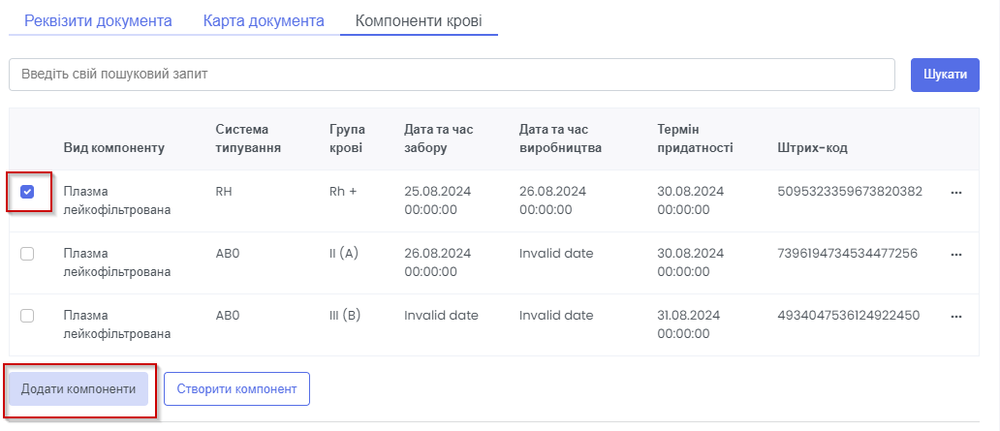 Реквізити документа Карта документа Компоненти крові
Введіть свій пошуковий запит Шукати
Вид компоненту Система типування Група крові Дата та час забору Дата та час виробництва Термін придатності Штрих-код
Плазма лейкофільтрована RH Rh + 25.08.2024 00:00:00 26.08.2024 00:00:00 30.08.2024 00:00:00 5095323359673820382 ...
Плазма лейкофільтрована AB0 II (A) 26.08.2024 00:00:00 Invalid date 30.08.2024 00:00:00 7396194734534477256 ...
Плазма лейкофільтрована AB0 III (B) Invalid date Invalid date 31.08.2024 00:00:00 4934047536124922450 ...
Додати компоненти Створити компонент